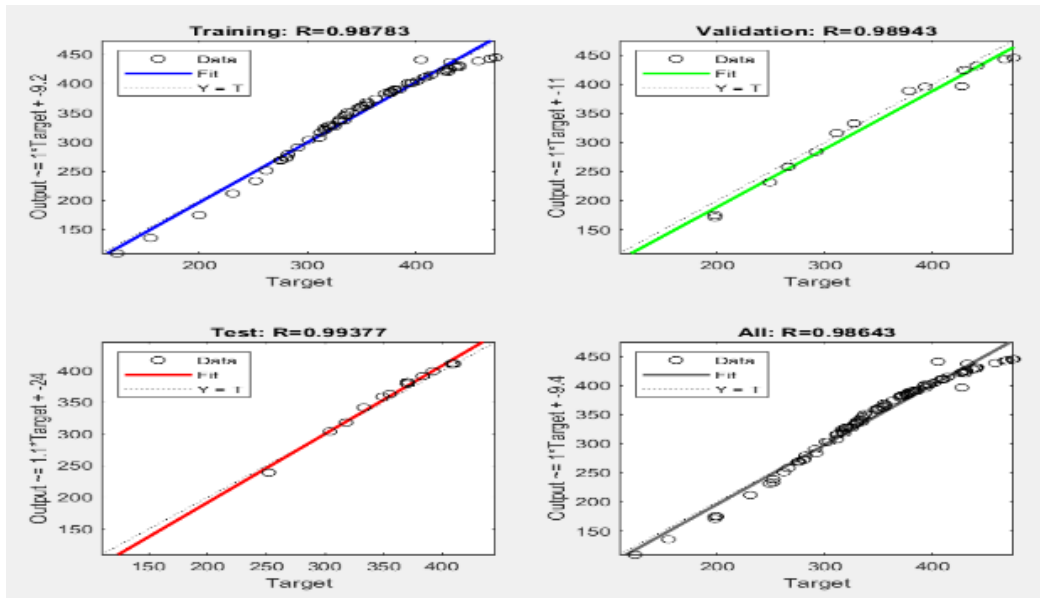 Training: R=0.98783
Output ~= 1*Target + -9.2
450
400
350
300
250
200
150
Data
Fit
Y = T
200
300
400
Target
Validation: R=0.98943
Output ~= 1*Target + -11
450
400
350
300
250
200
150
Data
Fit
Y = T
200
300
400
Target
Test: R=0.99377
Output ~= 1.1*Target + -24
400
350
300
250
200
150
Data
Fit
Y = T
150
200
250
300
350
400
Target
All: R=0.98643
Output ~= 1*Target + -9.4
450
400
350
300
250
200
150
Data
Fit
Y = T
200
300
400
Target